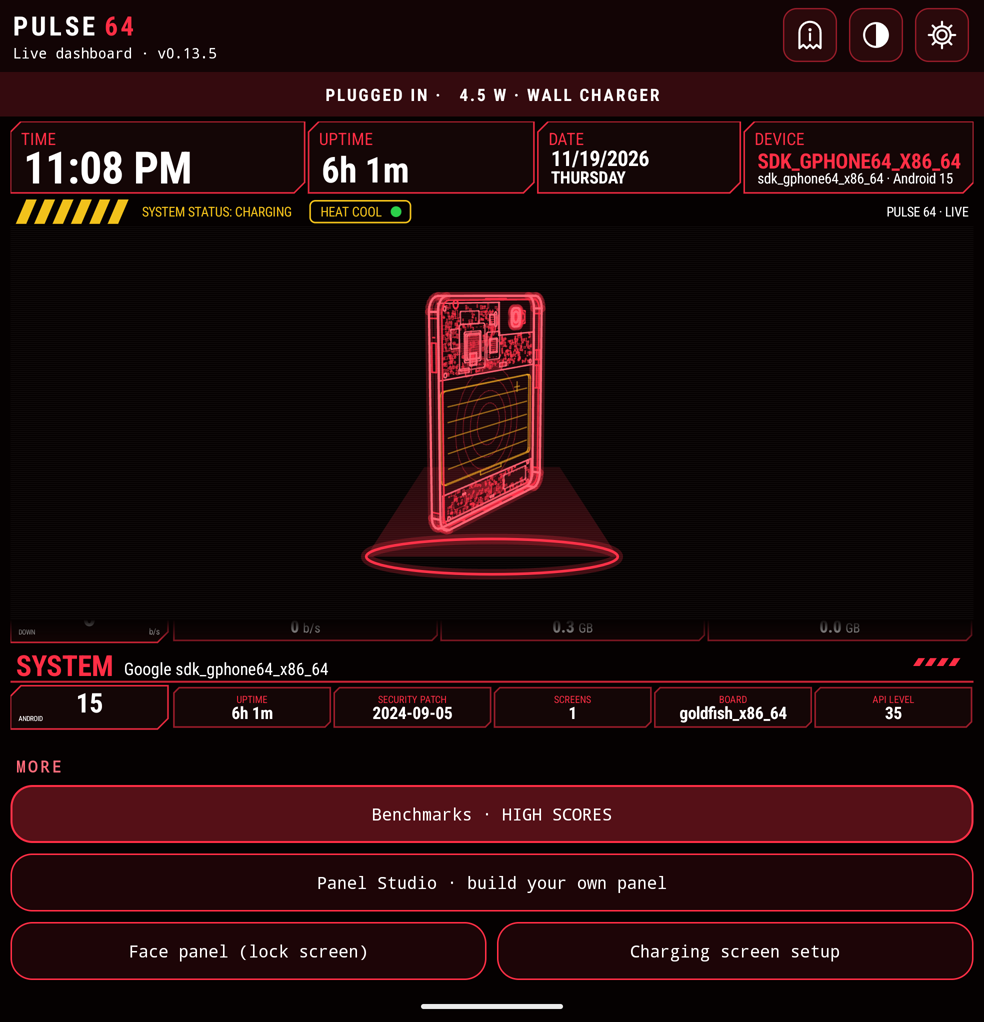 PULSE 64
Live dashboard · v0.13.5
PLUGGED IN · 4.5 W · WALL CHARGER
TIME
11:08 PM
UPTIME
6h 1m
DATE
11/19/2026
THURSDAY
DEVICE
SDK_GPHONE64_X86_64
sdk_gphone64_x86_64 · Android 15
SYSTEM STATUS: CHARGING
HEAT COOL
PULSE 64 · LIVE
DOWN
b/s
0 b/s
0.3 GB
0.0 GB
SYSTEM Google sdk_gphone64_x86_64
15
ANDROID
UPTIME
6h 1m
SECURITY PATCH
2024-09-05
SCREENS
1
BOARD
goldfish_x86_64
API LEVEL
35
MORE
Benchmarks · HIGH SCORES
Panel Studio · build your own panel
Face panel (lock screen)
Charging screen setup